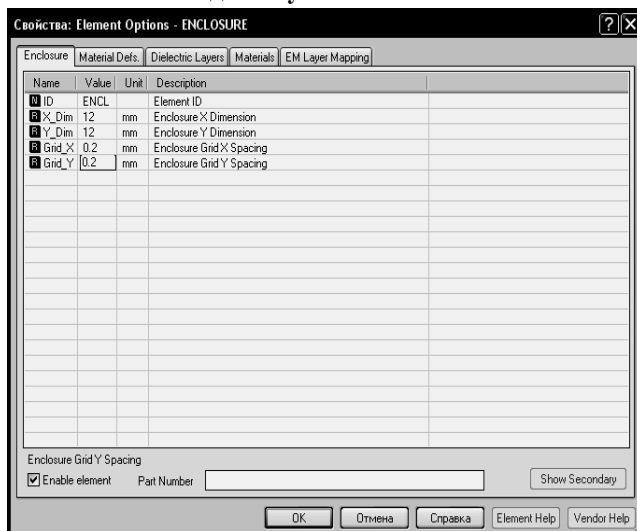 Свойства: Element Options - ENCLOSURE
Enclosure Material Defs. Dielectric Layers Materials EM Layer Mapping
Name Value Unit Description
N ID ENCL Element ID
R X_Dim 12 mm Enclosure X Dimension
R Y_Dim 12 mm Enclosure Y Dimension
R Grid_X 0.2 mm Enclosure Grid X Spacing
R Grid_Y 0.2 mm Enclosure Grid Y Spacing
Enclosure Grid Y Spacing
Enable element Part Number Show Secondary
OK Отмена Справка Element Help Vendor Help